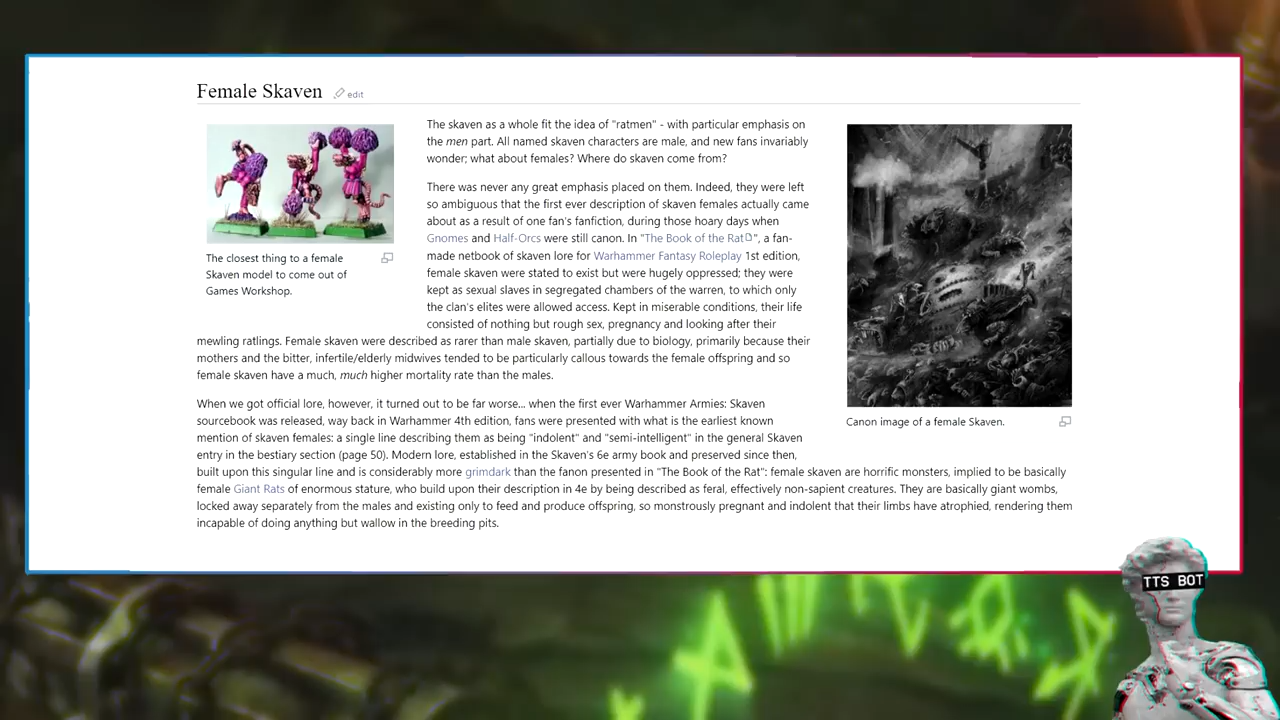 Female Skaven edit
The closest thing to a female
Skaven model to come out of
Games Workshop.
The skaven as a whole fit the idea of "ratmen" - with particular emphasis on
the men part. All named skaven characters are male, and new fans invariably
wonder; what about females? Where do skaven come from?
There was never any great emphasis placed on them. Indeed, they were left
so ambiguous that the first ever description of skaven females actually came
about as a result of one fan's fanfiction, during those hoary days when
Gnomes and Half-Orcs were still canon. In "The Book of the Rat", a fan-
made netbook of skaven lore for Warhammer Fantasy Roleplay 1st edition,
female skaven were stated to exist but were hugely oppressed; they were
kept as sexual slaves in segregated chambers of the warren, to which only
the clan's elites were allowed access. Kept in miserable conditions, their life
consisted of nothing but rough sex, pregnancy and looking after their
mewling ratlings. Female skaven were described as rarer than male skaven, partially due to biology, primarily because their
mothers and the bitter, infertile/elderly midwives tended to be particularly callous towards the female offspring and so
female skaven have a much, much higher mortality rate than the males.
Canon image of a female Skaven.
When we got official lore, however, it turned out to be far worse... when the first ever Warhammer Armies: Skaven
sourcebook was released, way back in Warhammer 4th edition, fans were presented with what is the earliest known
mention of skaven females: a single line describing them as being "indolent" and "semi-intelligent" in the general Skaven
entry in the bestiary section (page 50). Modern lore, established in the Skaven's 6e army book and preserved since then,
built upon this singular line and is considerably more grimdark than the fanon presented in "The Book of the Rat": female skaven are horrific monsters, implied to be basically
female Giant Rats of enormous stature, who build upon their description in 4e by being described as feral, effectively non-sapient creatures. They are basically giant wombs,
locked away separately from the males and existing only to feed and produce offspring, so monstrously pregnant and indolent that their limbs have atrophied, rendering them
incapable of doing anything but wallow in the breeding pits.
TTS BOT